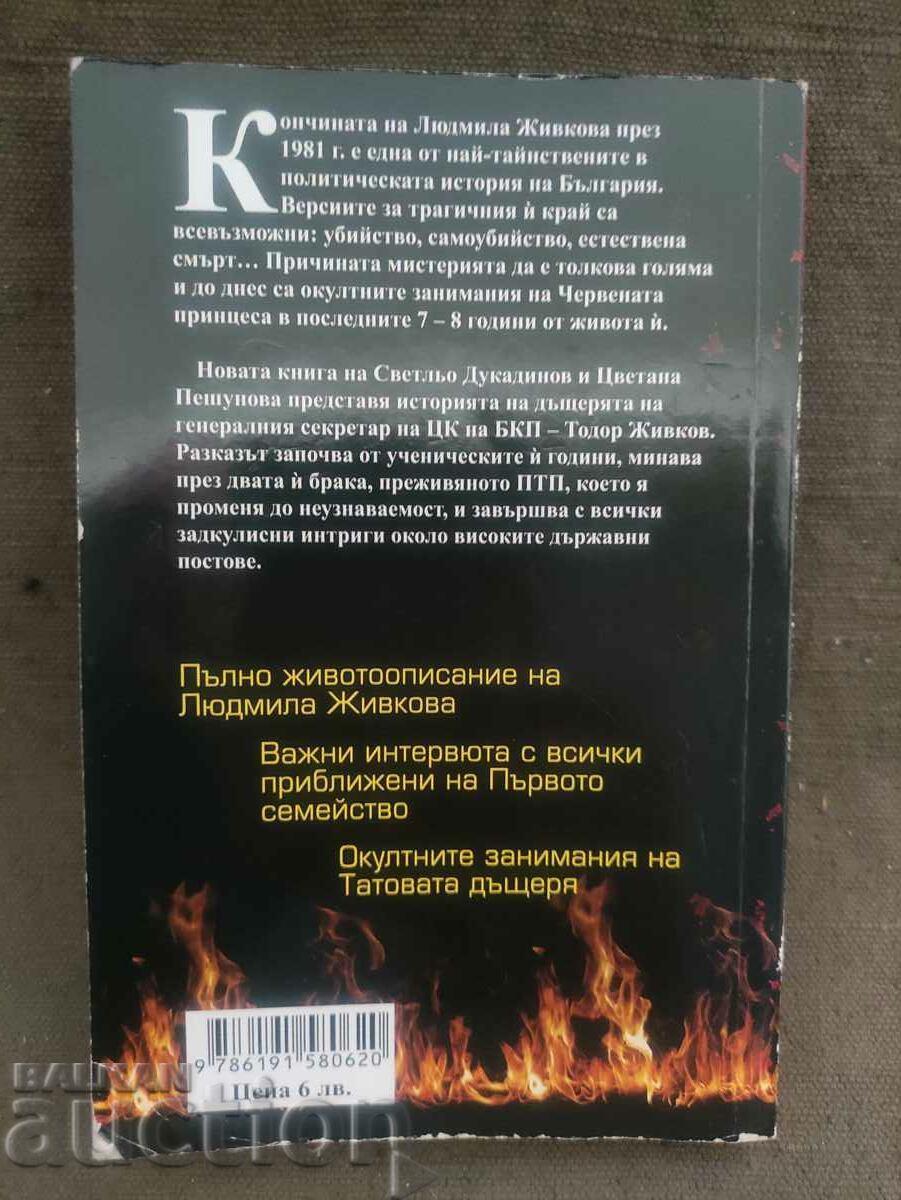 Кончината на Людмила Живкова през
1981 г. е една от най-тайнствените в
политическата история на България.
Версиите за трагичния ѝ край са
всевъзможни: убийство, самоубийство, естествена
смърт... Причината мистерията да е толкова голяма
и до днес са окултните занимания на Червената
принцеса в последните 7 – 8 години от живота ѝ.
Новата книга на Светльо Дукадинов и Цветана
Пешунова представя историята на дъщерята на
генералния секретар на ЦК на БКП – Тодор Живков.
Разказът започва от ученическите ѝ години, минава
през двата ѝ брака, преживяното ПТП, което я
променя до неузнаваемост, и завършва с всички
задкулисни интриги около високите държавни
постове.
Пълно животоописание на
Людмила Живкова
Важни интервюта с всички
приближени на Първото
семейство
Окултните занимания на
Татовата дъщеря
9 786191 580620
Цена 6 лв.
BALKAN
auction